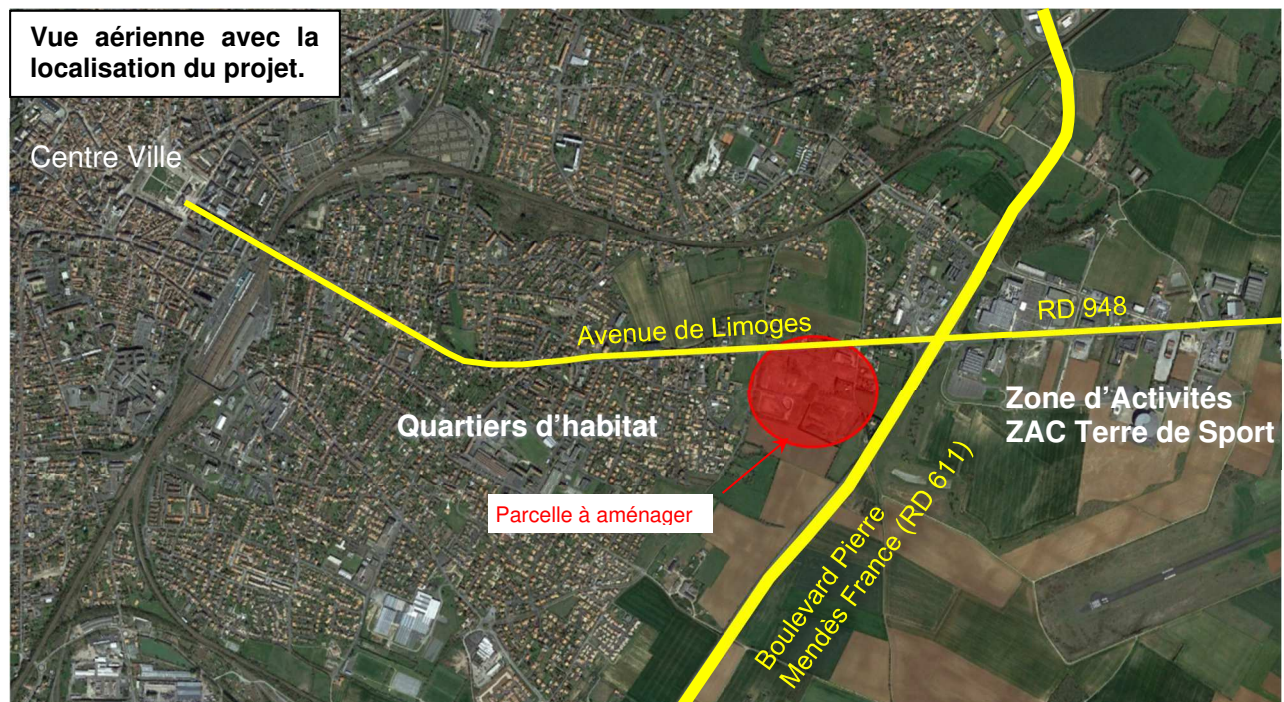 Vue aérienne avec la
localisation du projet.
Centre Ville
Avenue de Limoges
RD 948
Quartiers d'habitat
Zone d'Activités
ZAC Terre de Sport
Parcelle à aménager
Boulevard Pierre
Mendès France (RD 611)